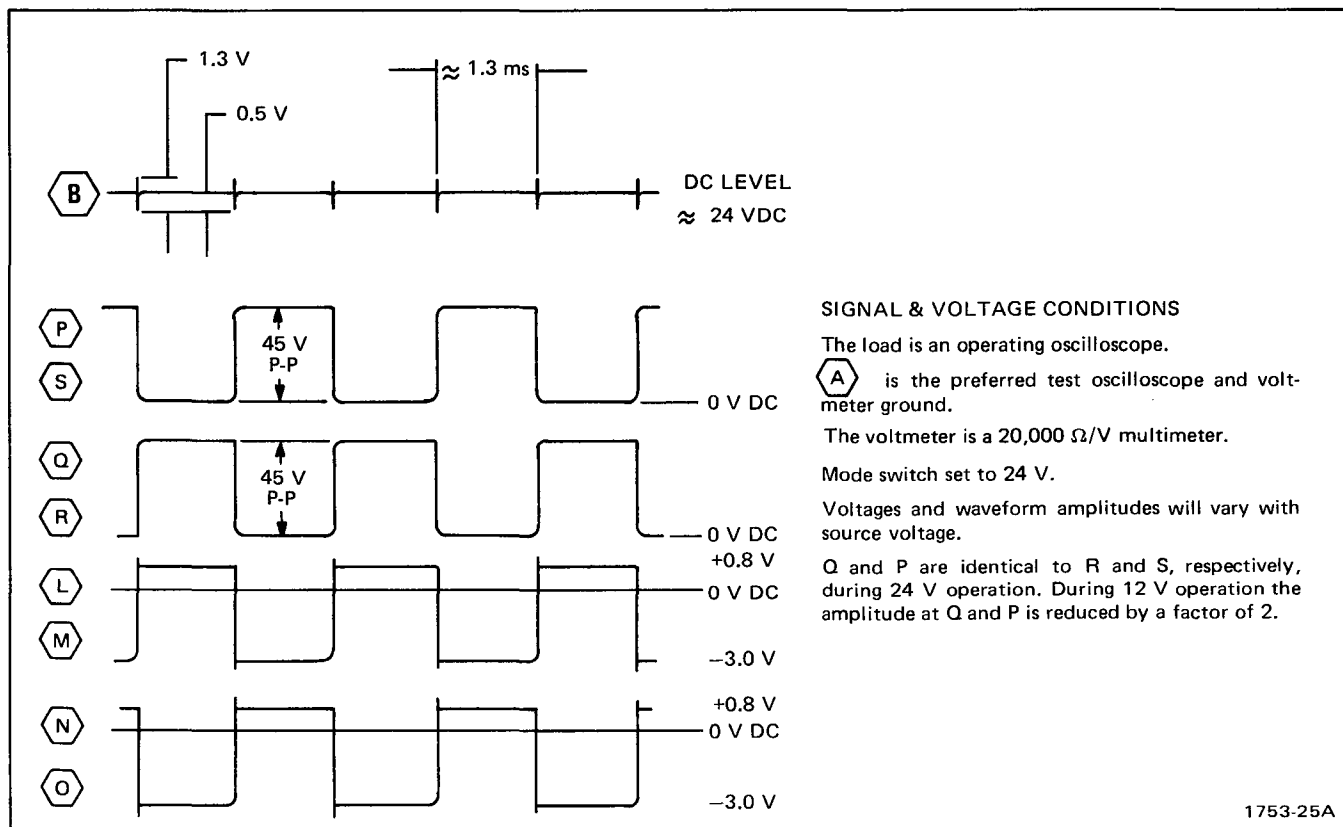 1.3 V
≈ 1.3 ms
0.5 V
B
DC LEVEL
≈ 24 VDC
P
S
45 V
P-P
0 V DC
Q
R
45 V
P-P
0 V DC
L
M
+0.8 V
0 V DC
−3.0 V
N
O
+0.8 V
0 V DC
−3.0 V
SIGNAL & VOLTAGE CONDITIONS
The load is an operating oscilloscope.
A is the preferred test oscilloscope and volt-
meter ground.
The voltmeter is a 20,000 Ω/V multimeter.
Mode switch set to 24 V.
Voltages and waveform amplitudes will vary with
source voltage.
Q and P are identical to R and S, respectively,
during 24 V operation. During 12 V operation the
amplitude at Q and P is reduced by a factor of 2.
1753-25A